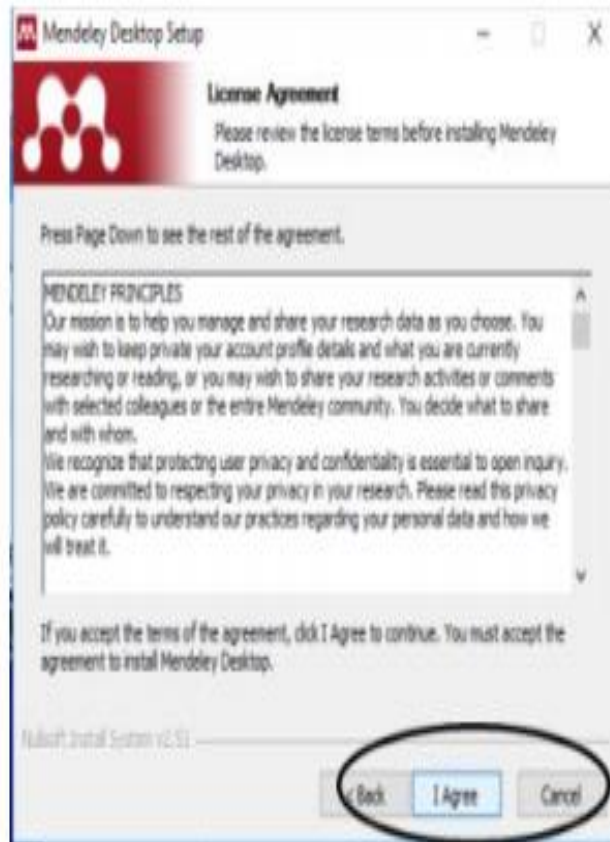 Mendeley Desktop Setup
License Agreement
Please review the license terms before installing Mendeley
Desktop.
Press Page Down to see the rest of the agreement.
MENDELEY PRINCIPLES
Our mission is to help you manage and share your research data as you choose. You
may wish to keep private your account profile details and what you are currently
researching or reading, or you may wish to share your research activities or comments
with selected colleagues or the entire Mendeley community. You decide what to share
and with whom.
We recognize that protecting user privacy and confidentiality is essential to open inquiry.
We are committed to respecting your privacy in your research. Please read this privacy
policy carefully to understand our practices regarding your personal data and how we
will treat it.
If you accept the terms of the agreement, click I Agree to continue. You must accept the
agreement to install Mendeley Desktop.
Nullsoft Install System v2.51
< Back I Agree Cancel